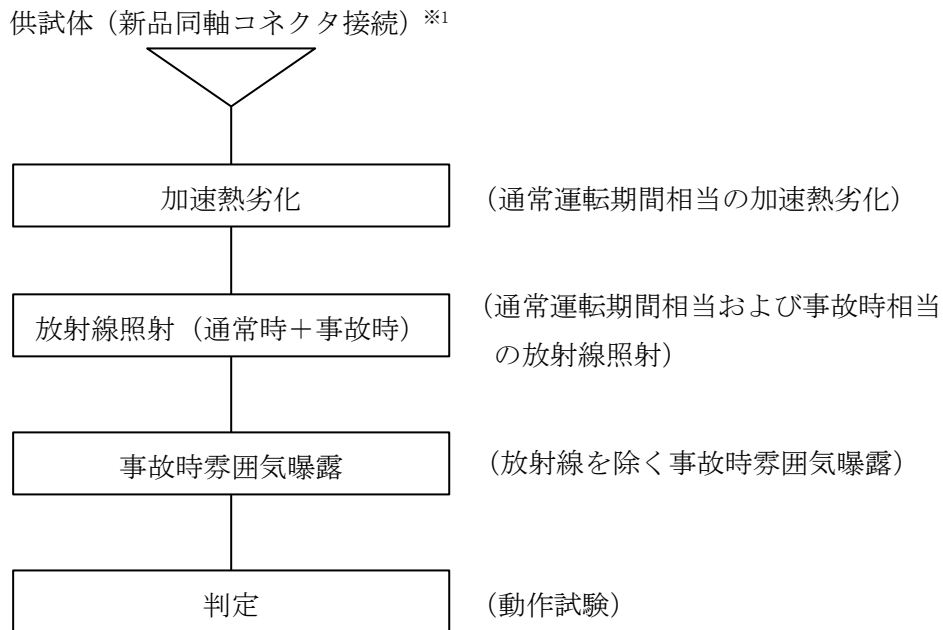 供試体（新品同軸コネクタ接続）※1
加速熱劣化
（通常運転期間相当の加速熱劣化）
放射線照射（通常時＋事故時）
（通常運転期間相当および事故時相当
の放射線照射）
事故時雰囲気曝露
（放射線を除く事故時雰囲気曝露）
判定
（動作試験）